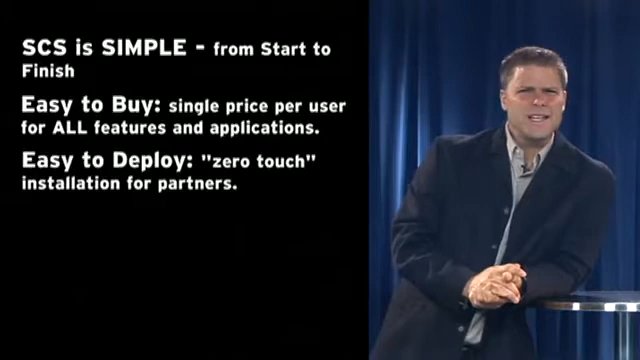 SCS is SIMPLE - from Start to
Finish
Easy to Buy: single price per user
for ALL features and applications.
Easy to Deploy: "zero touch"
installation for partners.